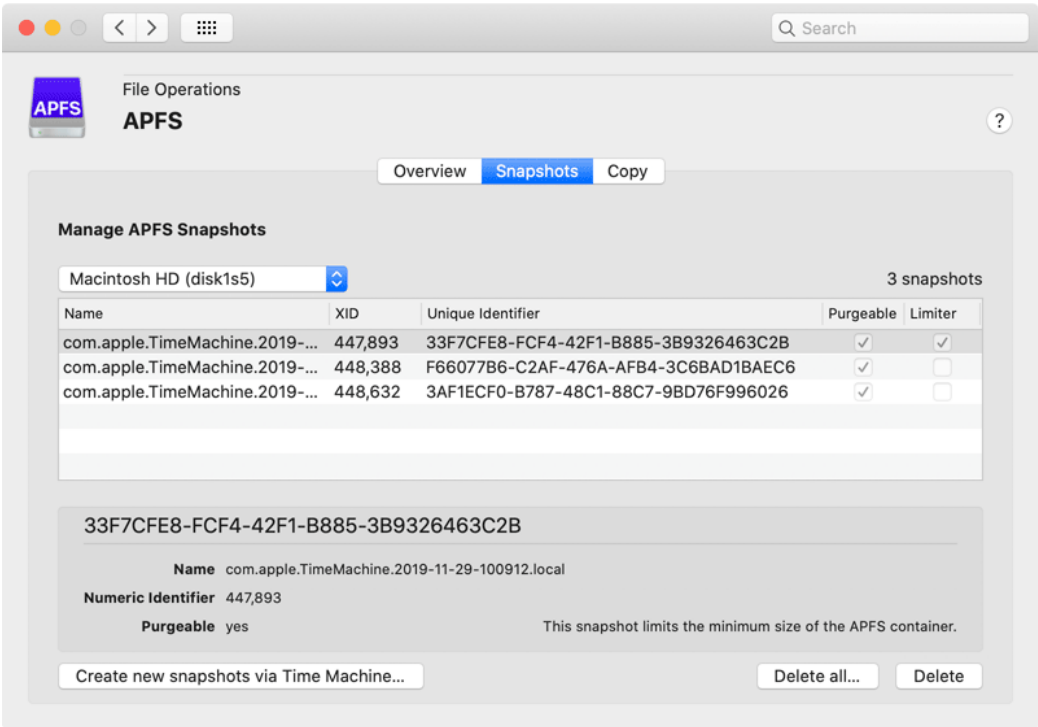 Search
APFS
File Operations
APFS
?
Overview Snapshots Copy
Manage APFS Snapshots
Macintosh HD (disk1s5) 3 snapshots
Name XID Unique Identifier Purgeable Limiter
com.apple.TimeMachine.2019-... 447,893 33F7CFE8-FCF4-42F1-B885-3B9326463C2B
com.apple.TimeMachine.2019-... 448,388 F66077B6-C2AF-476A-AFB4-3C6BAD1BAEC6
com.apple.TimeMachine.2019-... 448,632 3AF1ECF0-B787-48C1-88C7-9BD76F996026
33F7CFE8-FCF4-42F1-B885-3B9326463C2B
Name com.apple.TimeMachine.2019-11-29-100912.local
Numeric Identifier 447,893
Purgeable yes This snapshot limits the minimum size of the APFS container.
Create new snapshots via Time Machine... Delete all... Delete